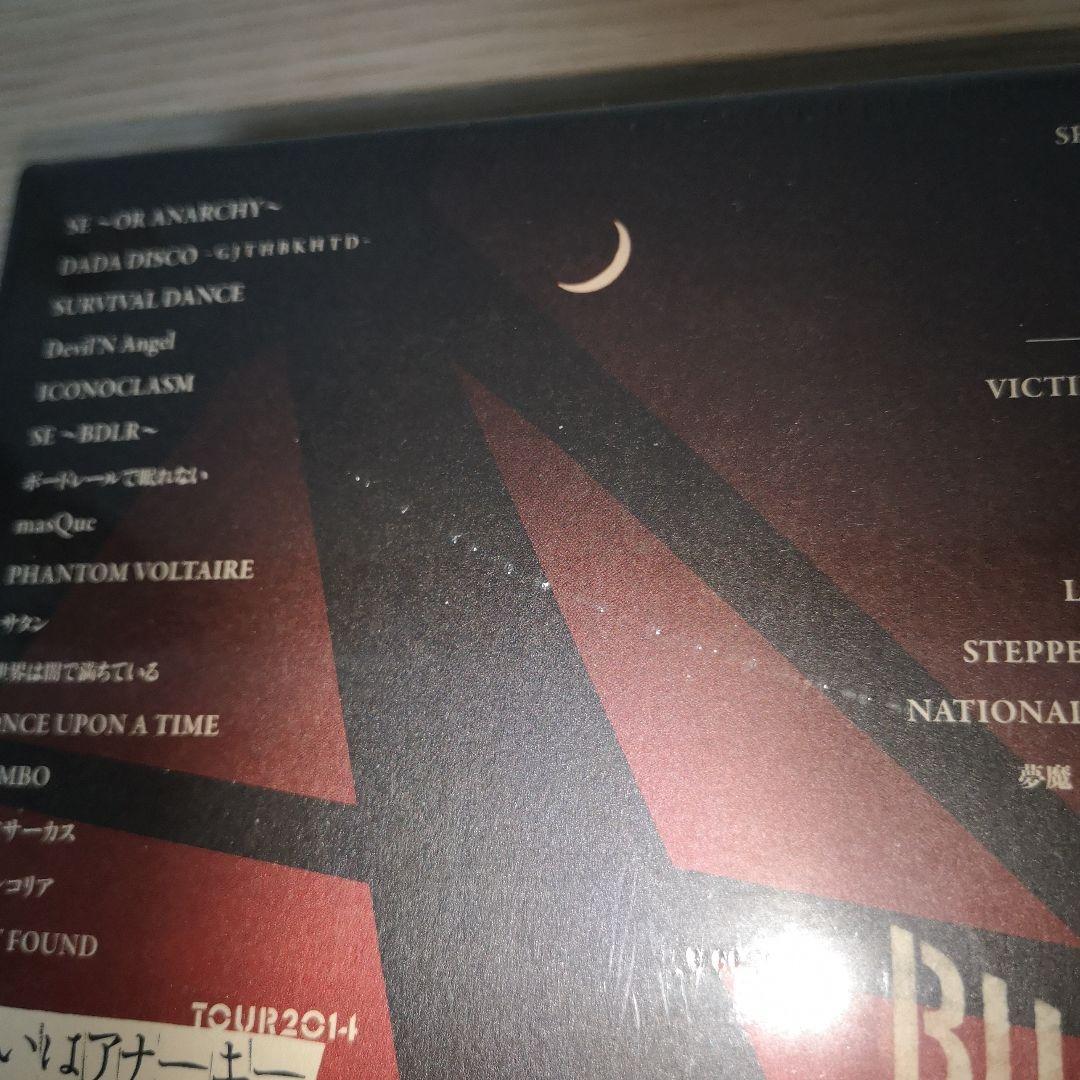 SE ~OR ANARCHY~
DADA DISCO -GJTHBKHTD-
SURVIVAL DANCE
Devil'N Angel
ICONOCLASM
SE ~BDLR~
ボードレールで眠れない
masQue
PHANTOM VOLTAIRE
サタン
世界は闇で満ちている
ONCE UPON A TIME
MBO
サーカス
コリア
FOUND
TOUR2014
いはアナーキー
SE
VICTI
L
STEPPE
NATIONAL
夢魔
BU